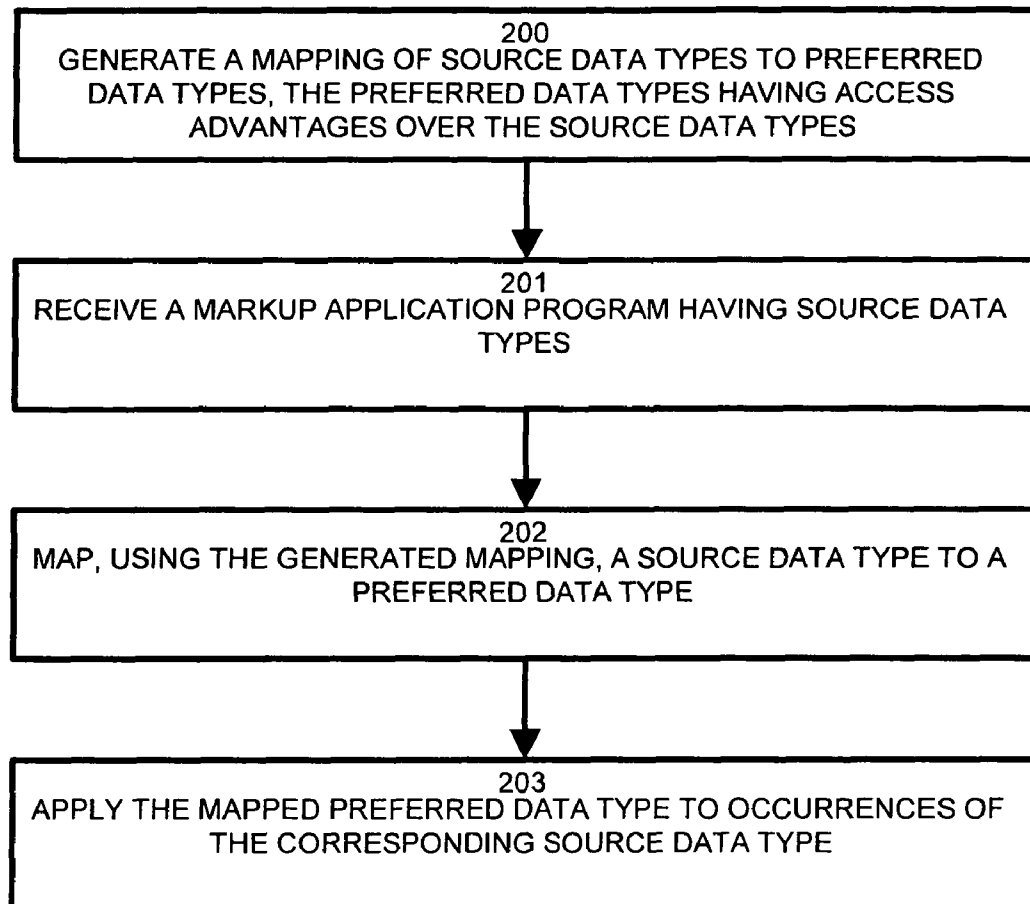 200
GENERATE A MAPPING OF SOURCE DATA TYPES TO PREFERRED
DATA TYPES, THE PREFERRED DATA TYPES HAVING ACCESS
ADVANTAGES OVER THE SOURCE DATA TYPES
201
RECEIVE A MARKUP APPLICATION PROGRAM HAVING SOURCE DATA
TYPES
202
MAP, USING THE GENERATED MAPPING, A SOURCE DATA TYPE TO A
PREFERRED DATA TYPE
203
APPLY THE MAPPED PREFERRED DATA TYPE TO OCCURRENCES OF
THE CORRESPONDING SOURCE DATA TYPE